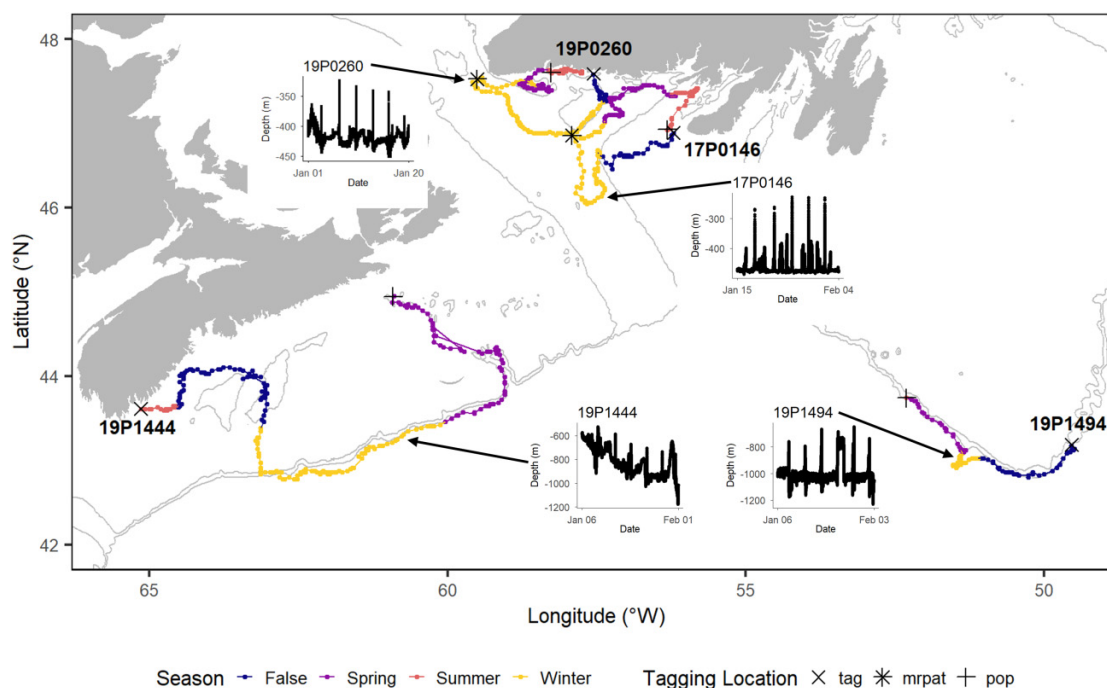 48
46
44
42
Latitude (°N)
65
60
55
50
Longitude (°W)
19P0260
Depth (m)
-350
-400
-450
Jan 01
Jan 20
Date
19P0260
17P0146
17P0146
Depth (m)
-300
-400
Jan 15
Feb 04
Date
19P1444
19P1444
Depth (m)
-600
-800
-1000
-1200
Jan 06
Feb 01
Date
19P1494
19P1494
Depth (m)
-800
-1000
-1200
Jan 06
Feb 03
Date
Season False Spring Summer Winter Tagging Location tag mrpat pop